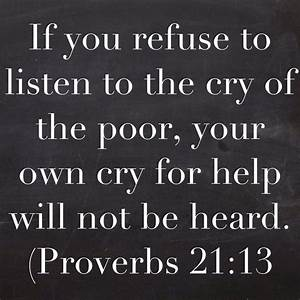 If you refuse to
listen to the cry of
the poor, your
own cry for help
will not be heard.
(Proverbs 21:13